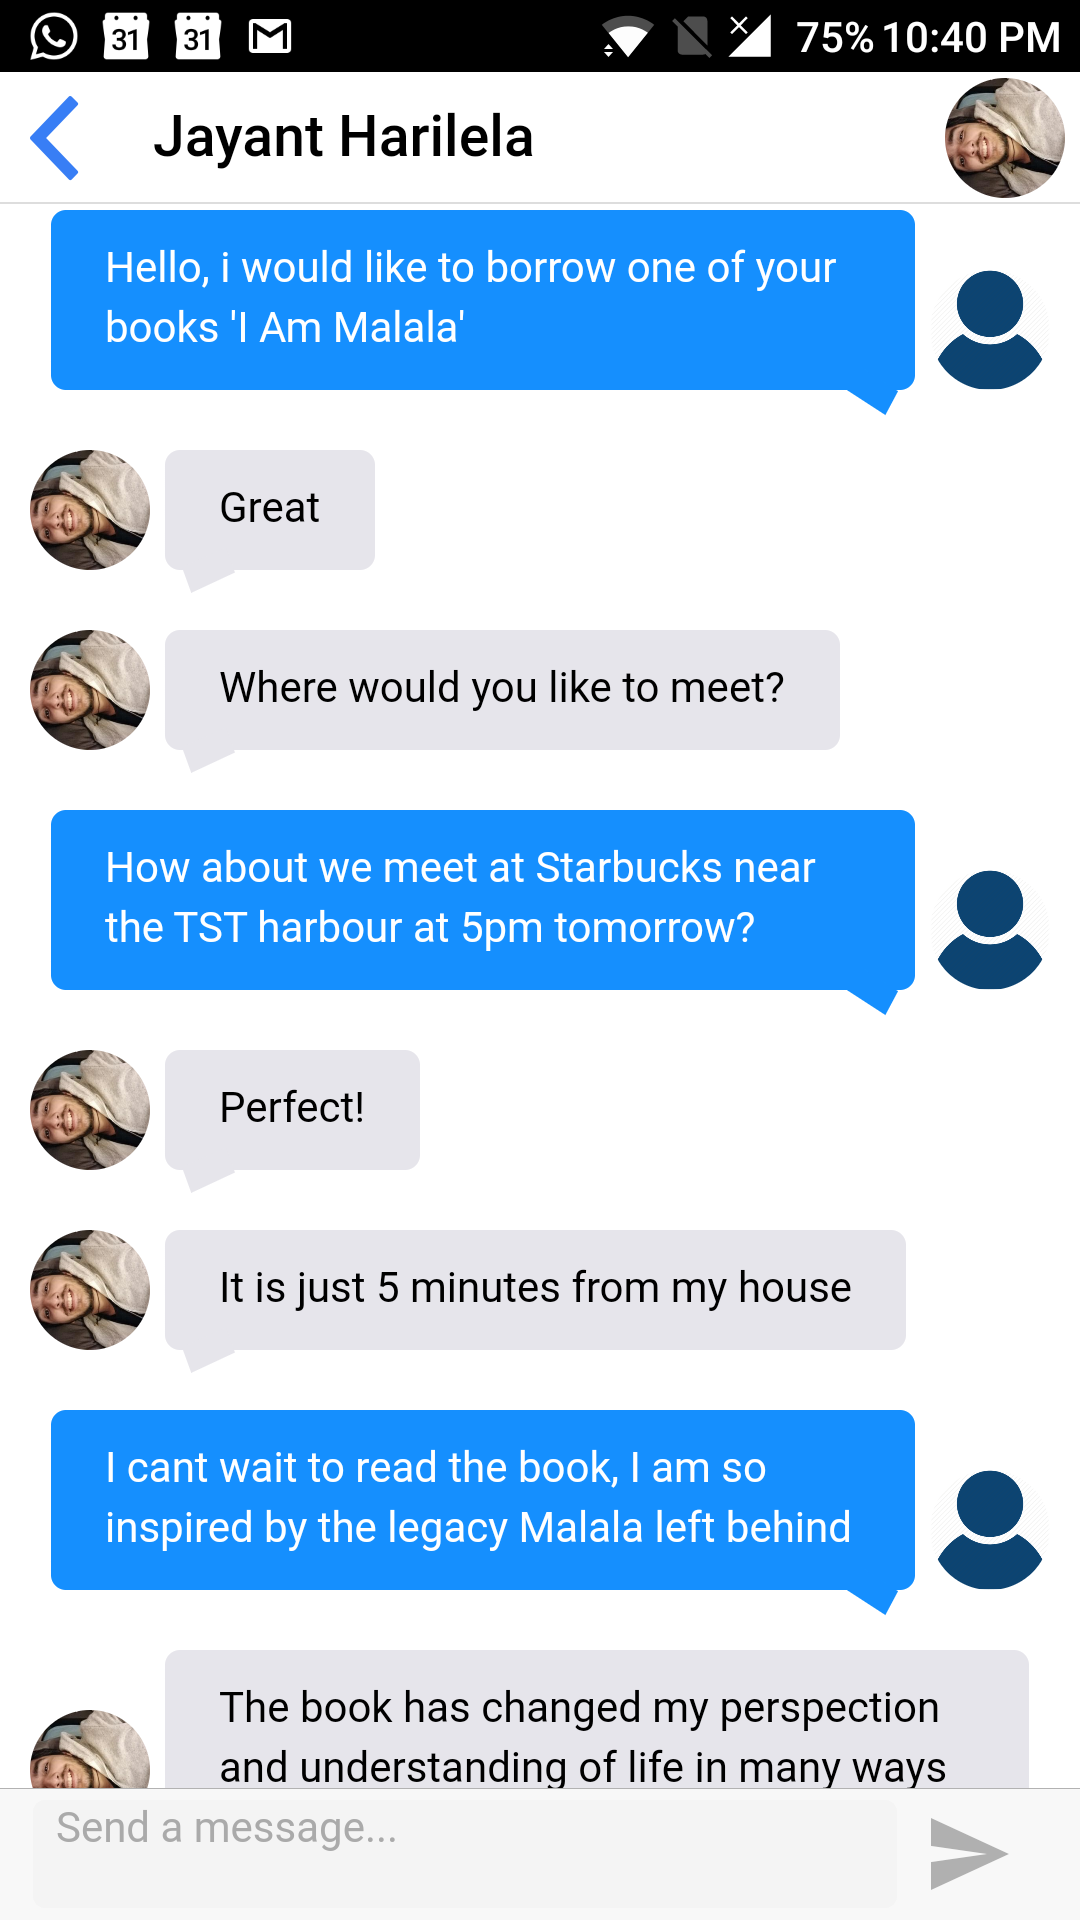 31 31 75% 10:40 PM
Jayant Harilela
Hello, i would like to borrow one of your
books 'I Am Malala'
Great
Where would you like to meet?
How about we meet at Starbucks near
the TST harbour at 5pm tomorrow?
Perfect!
It is just 5 minutes from my house
I cant wait to read the book, I am so
inspired by the legacy Malala left behind
The book has changed my perspection
and understanding of life in many ways
Send a message...